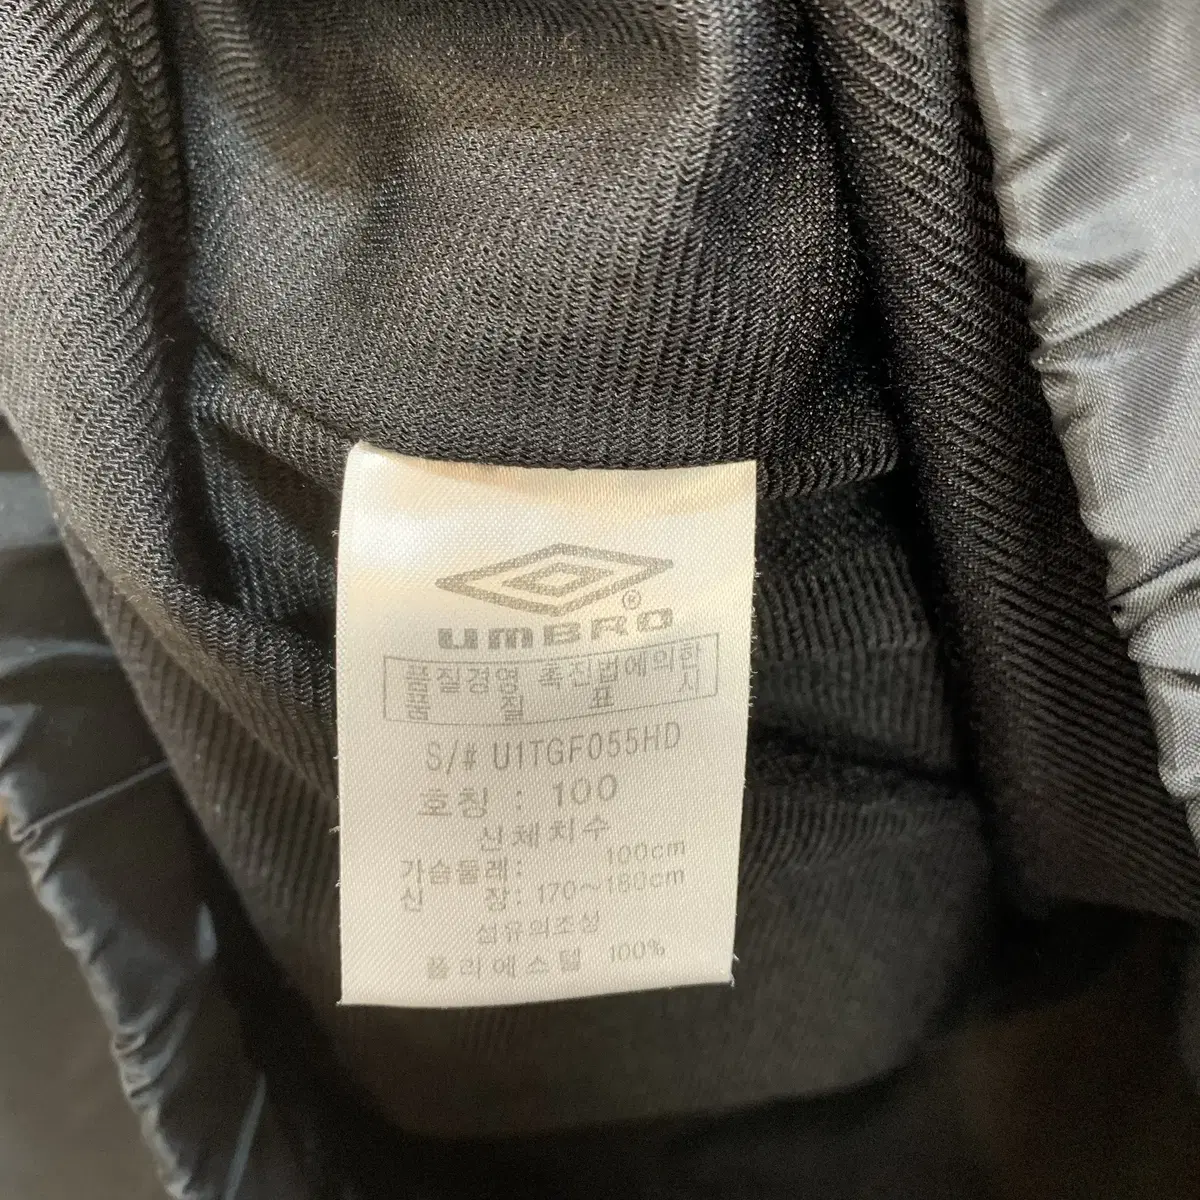 UMBRO®
품질경영 촉진법에의한
품 질 표 시
S/# U1TGF055HD
호칭 : 100
신체치수
가슴둘레: 100cm
신 장: 170~180cm
섬유의조성
폴리에스텔 100%